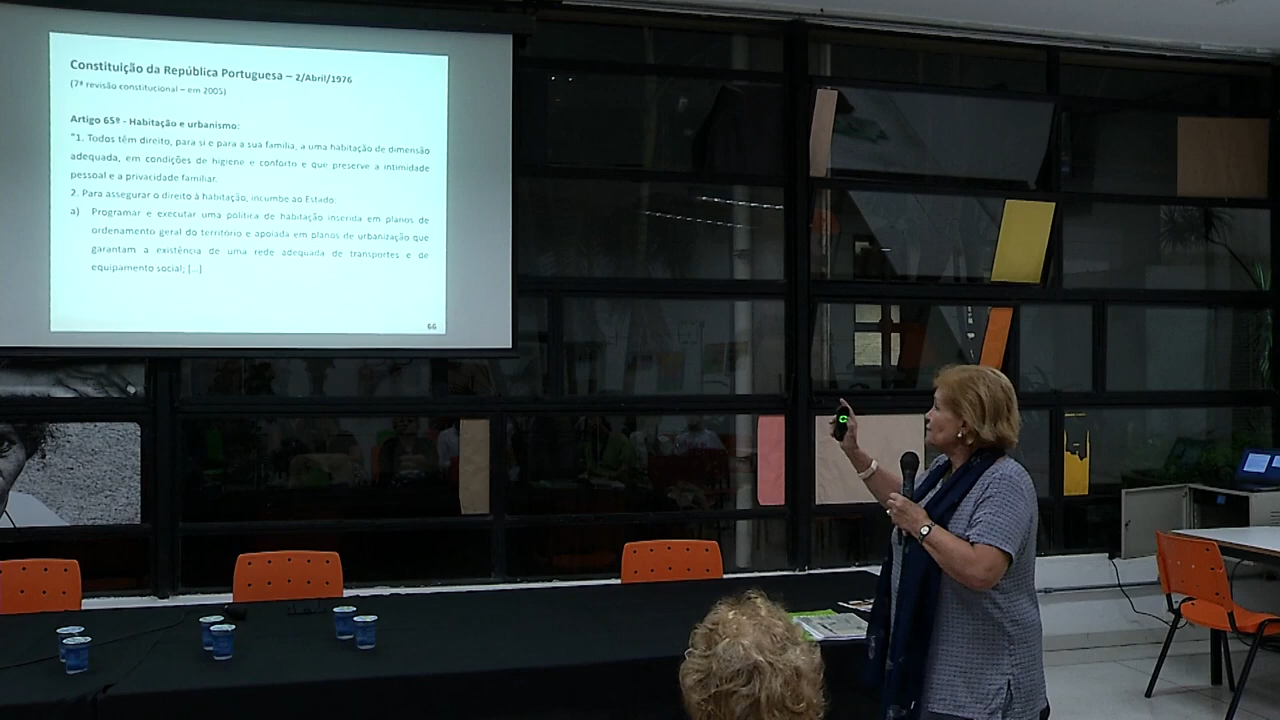 Constituição da República Portuguesa – 2/Abril/1976
(7ª revisão constitucional – em 2005)
Artigo 65º - Habitação e urbanismo:
"1. Todos têm direito, para si e para a sua família, a uma habitação de dimensão
adequada, em condições de higiene e conforto e que preserve a intimidade
pessoal e a privacidade familiar.
2. Para assegurar o direito à habitação, incumbe ao Estado:
a) Programar e executar uma política de habitação inserida em planos de
ordenamento geral do território e apoiada em planos de urbanização que
garantam a existência de uma rede adequada de transportes e de
equipamento social; [...]
66